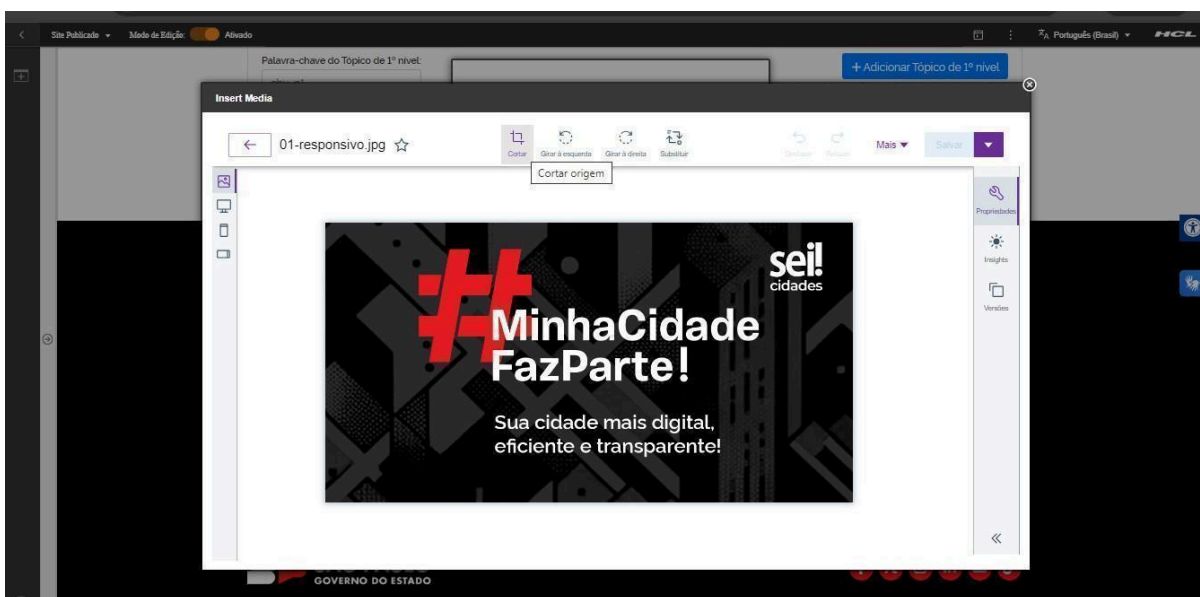 Site Publicado
Modo de Edição:
Ativado
Português (Brasil)
HCL
Palavra-chave do Tópico de 1º nível:
+ Adicionar Tópico de 1º nível
Insert Media
01-responsivo.jpg
Cortar
Girar à esquerda
Girar à direita
Substituir
Mais
Salvar
Cortar origem
Propriedades
Insights
Versões
sei!
cidades
#MinhaCidade
FazParte!
Sua cidade mais digital,
eficiente e transparente!
GOVERNO DO ESTADO